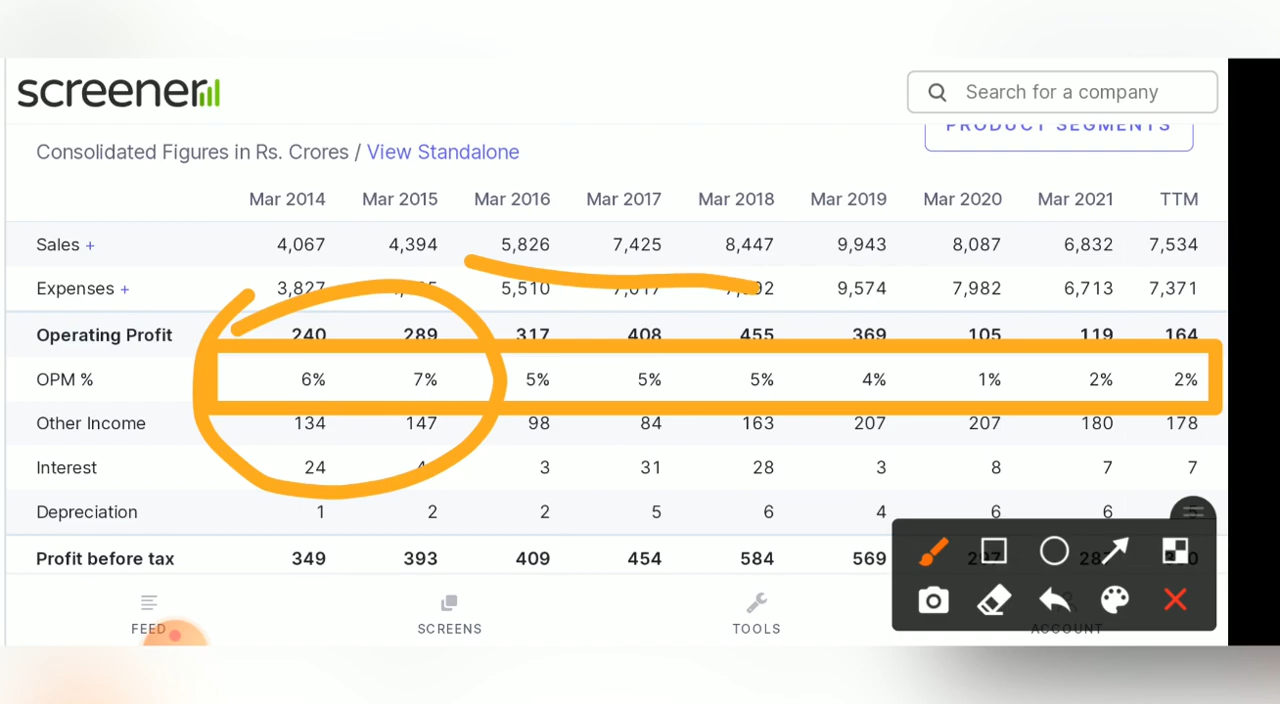 screener
Search for a company
PRODUCT SEGMENTS
Consolidated Figures in Rs. Crores / View Standalone
Mar 2014 Mar 2015 Mar 2016 Mar 2017 Mar 2018 Mar 2019 Mar 2020 Mar 2021 TTM
Sales + 4,067 4,394 5,826 7,425 8,447 9,943 8,087 6,832 7,534
Expenses + 3,827 5,510 7,017 9,574 7,982 6,713 7,371
Operating Profit 240 289 317 408 455 369 105 119 164
OPM % 6% 7% 5% 5% 5% 4% 1% 2% 2%
Other Income 134 147 98 84 163 207 207 180 178
Interest 24 3 31 28 3 8 7 7
Depreciation 1 2 2 5 6 4 6 6
Profit before tax 349 393 409 454 584 569
FEED SCREENS TOOLS ACCOUNT